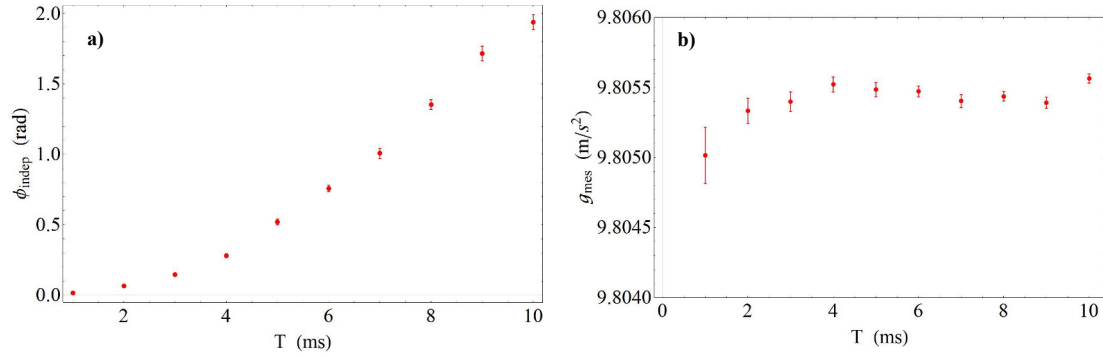 a)
2.0
1.5
1.0
0.5
0.0
ϕindep (rad)
2 4 6 8 10
T (ms)
b)
9.8060
9.8055
9.8050
9.8045
9.8040
gmes (m/s²)
0 2 4 6 8 10
T (ms)